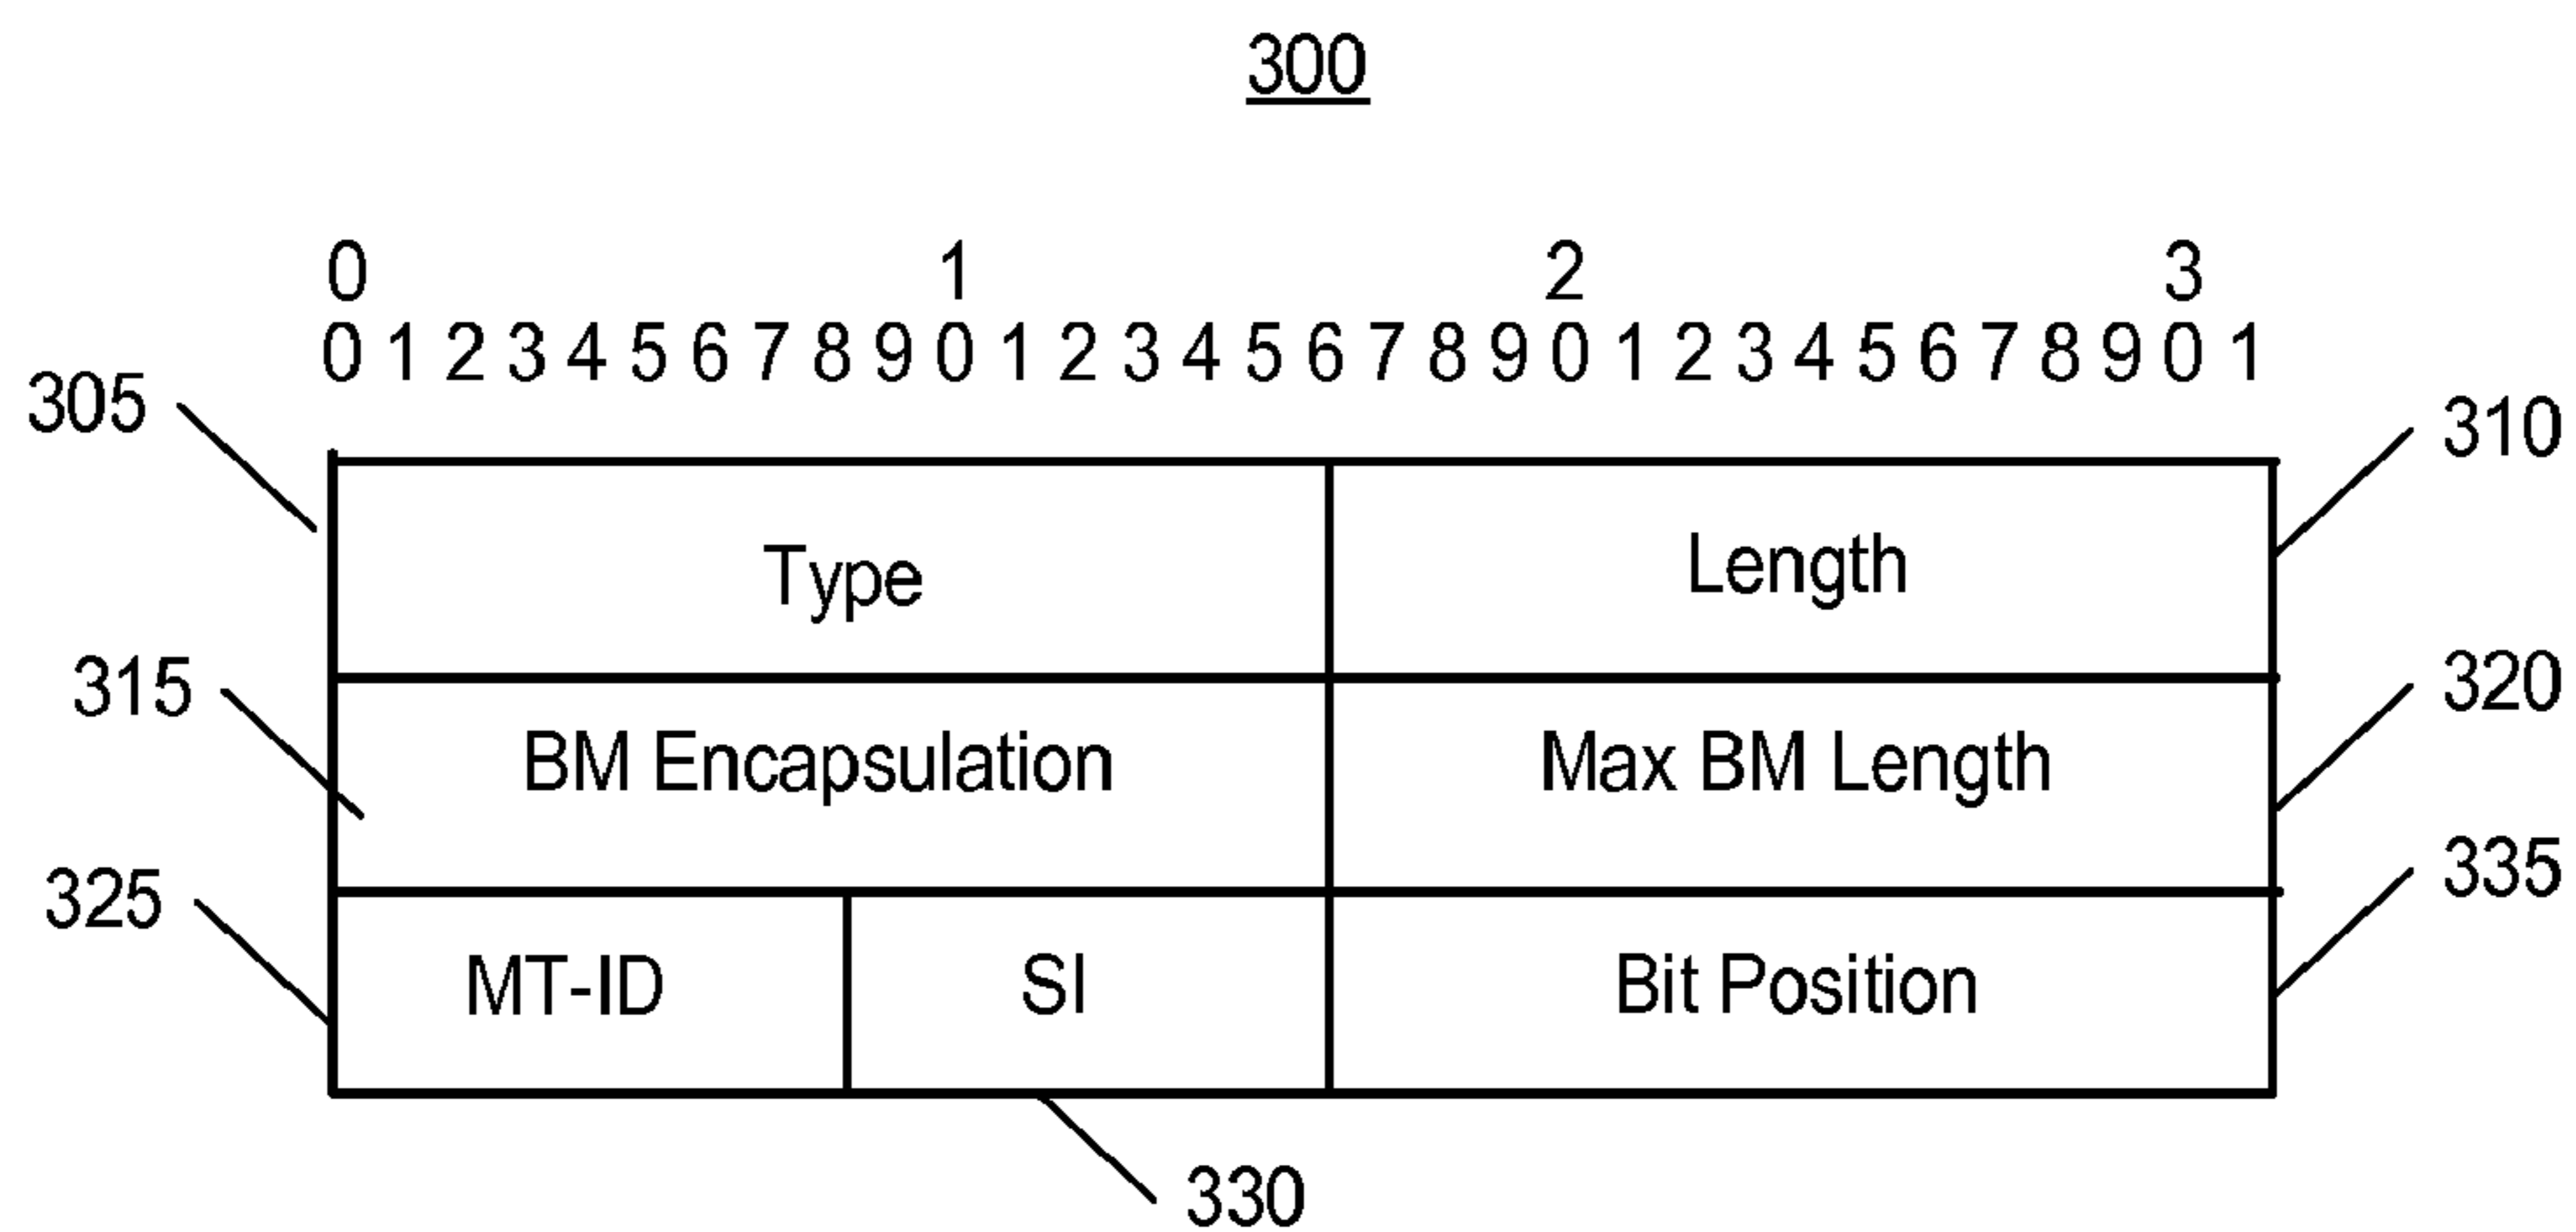 300
0 1 2 3
0 1 2 3 4 5 6 7 8 9 0 1 2 3 4 5 6 7 8 9 0 1 2 3 4 5 6 7 8 9 0 1
305 310
Type Length
315 BM Encapsulation Max BM Length 320
325 335
MT-ID SI Bit Position
330